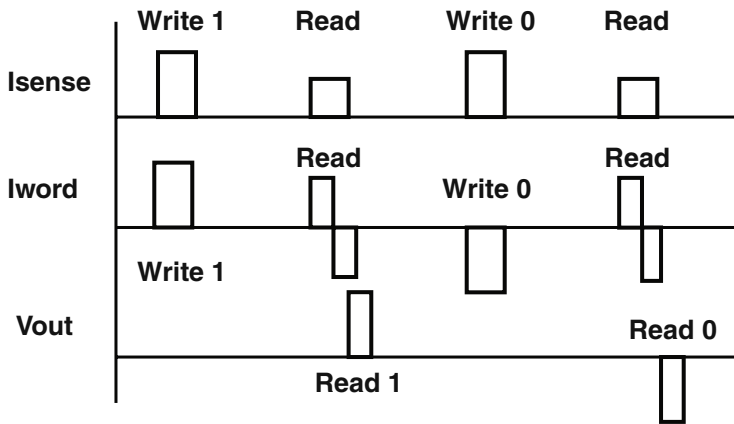 Write 1 Read Write 0 Read
Isense
Read Read
Iword Write 0
Write 1
Vout Read 0
Read 1